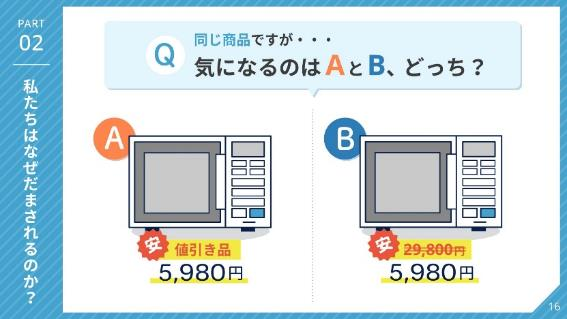 PART
02
私たちはなぜだまされるのか？
Q
同じ商品ですが・・・
気になるのはAとB、どっち？
A
安
値引き品
5,980円
B
安
29,800円
5,980円
16